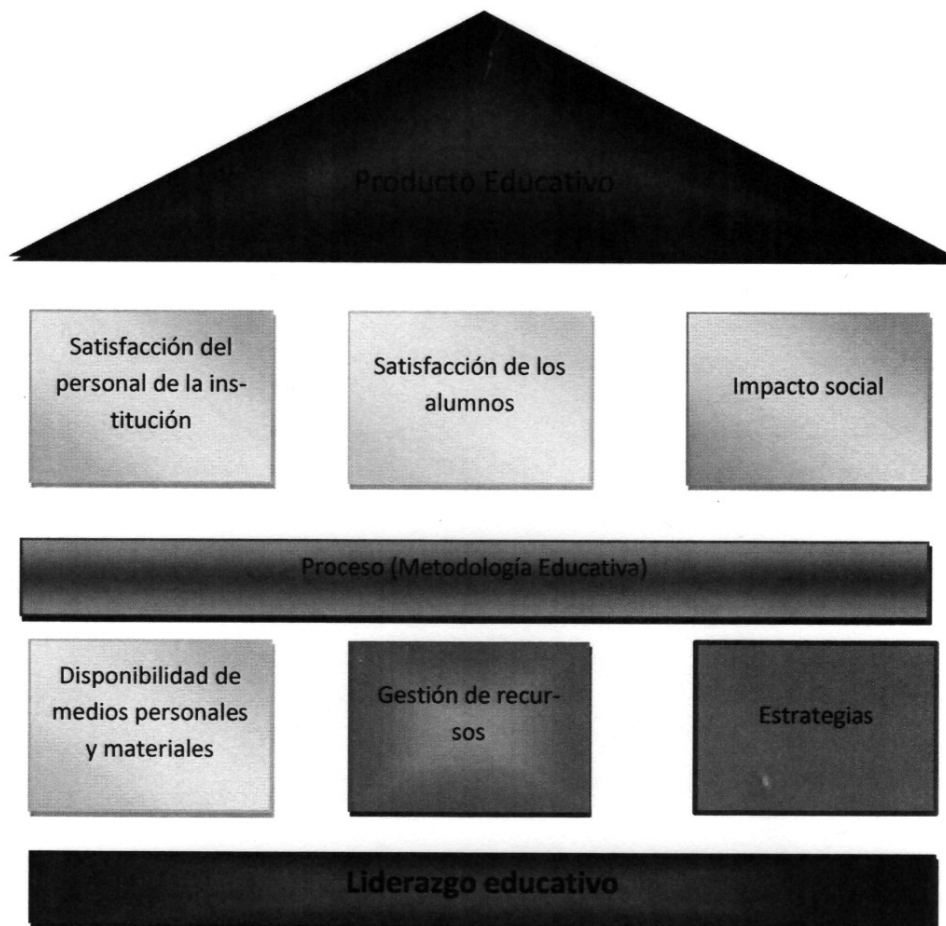 Producto Educativo
Satisfacción del
personal de la ins-
titución
Satisfacción de los
alumnos
Impacto social
Proceso (Metodología Educativa)
Disponibilidad de
medios personales
y materiales
Gestión de recur-
sos
Estrategias
Liderazgo educativo